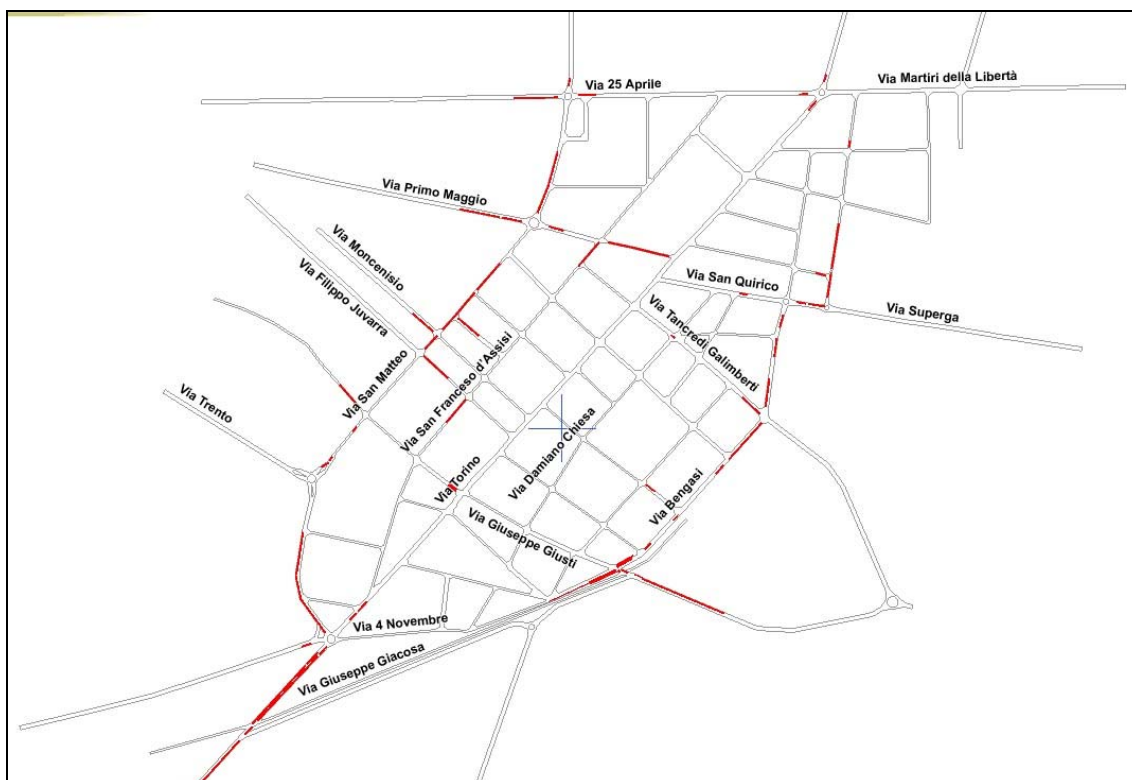 Via 25 Aprile
Via Martiri della Libertà
Via Primo Maggio
Via Moncenisio
Via Filippo Juvarra
Via San Quirico
Via Superga
Via Tancredi Galimberti
Via San Matteo
Via San Franceso d'Assisi
Via Trento
Via Torino
Via Damiano Chiesa
Via Bengasi
Via Giuseppe Giusti
Via 4 Novembre
Via Giuseppe Giacosa